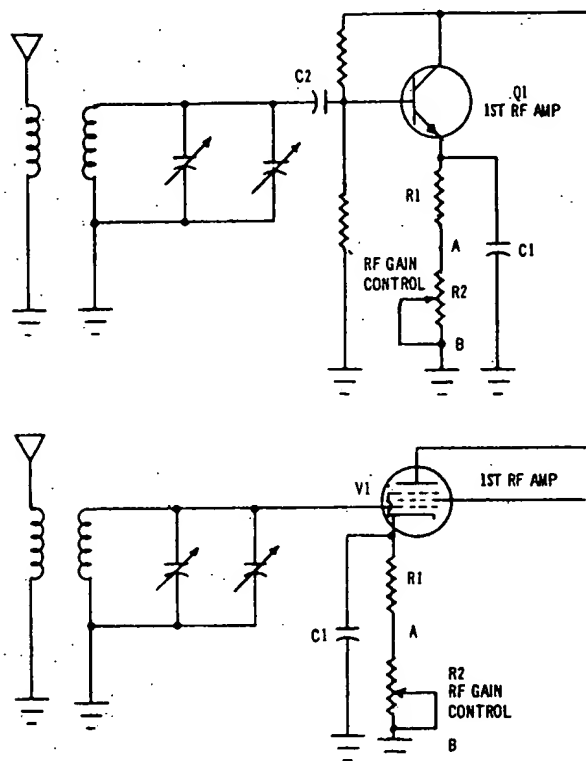 C2
Q1
1ST RF AMP
R1
A
C1
RF GAIN
CONTROL
R2
B
V1
1ST RF AMP
R1
C1
A
R2
RF GAIN
CONTROL
B